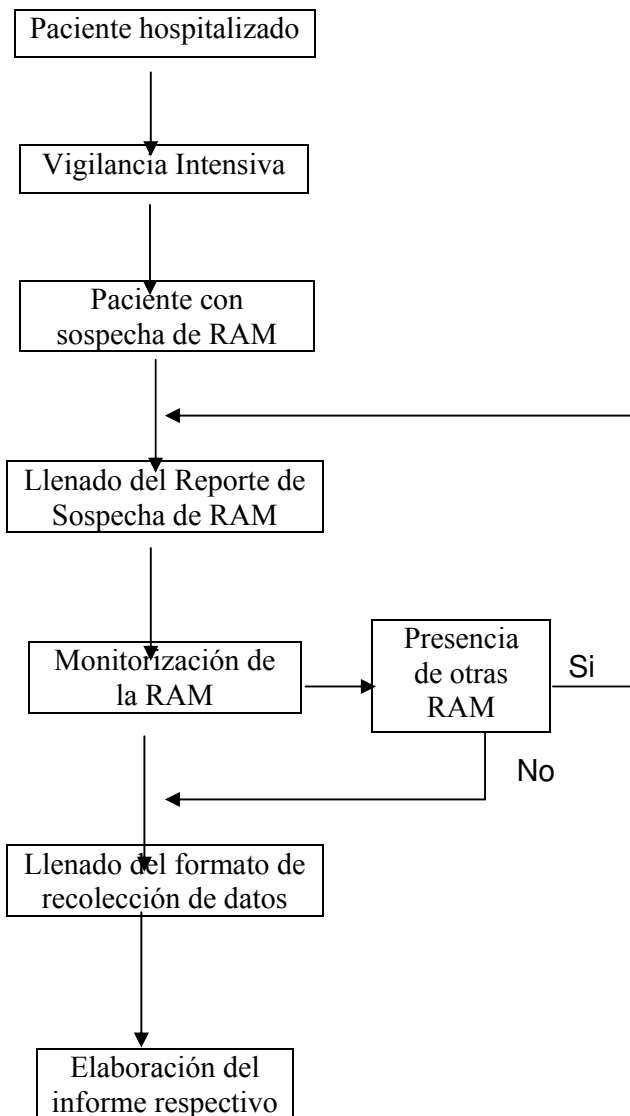 Paciente hospitalizado
Vigilancia Intensiva
Paciente con
sospecha de RAM
Llenado del Reporte de
Sospecha de RAM
Monitorización de
la RAM
Presencia
de otras
RAM
Si
No
Llenado del formato de
recolección de datos
Elaboración del
informe respectivo